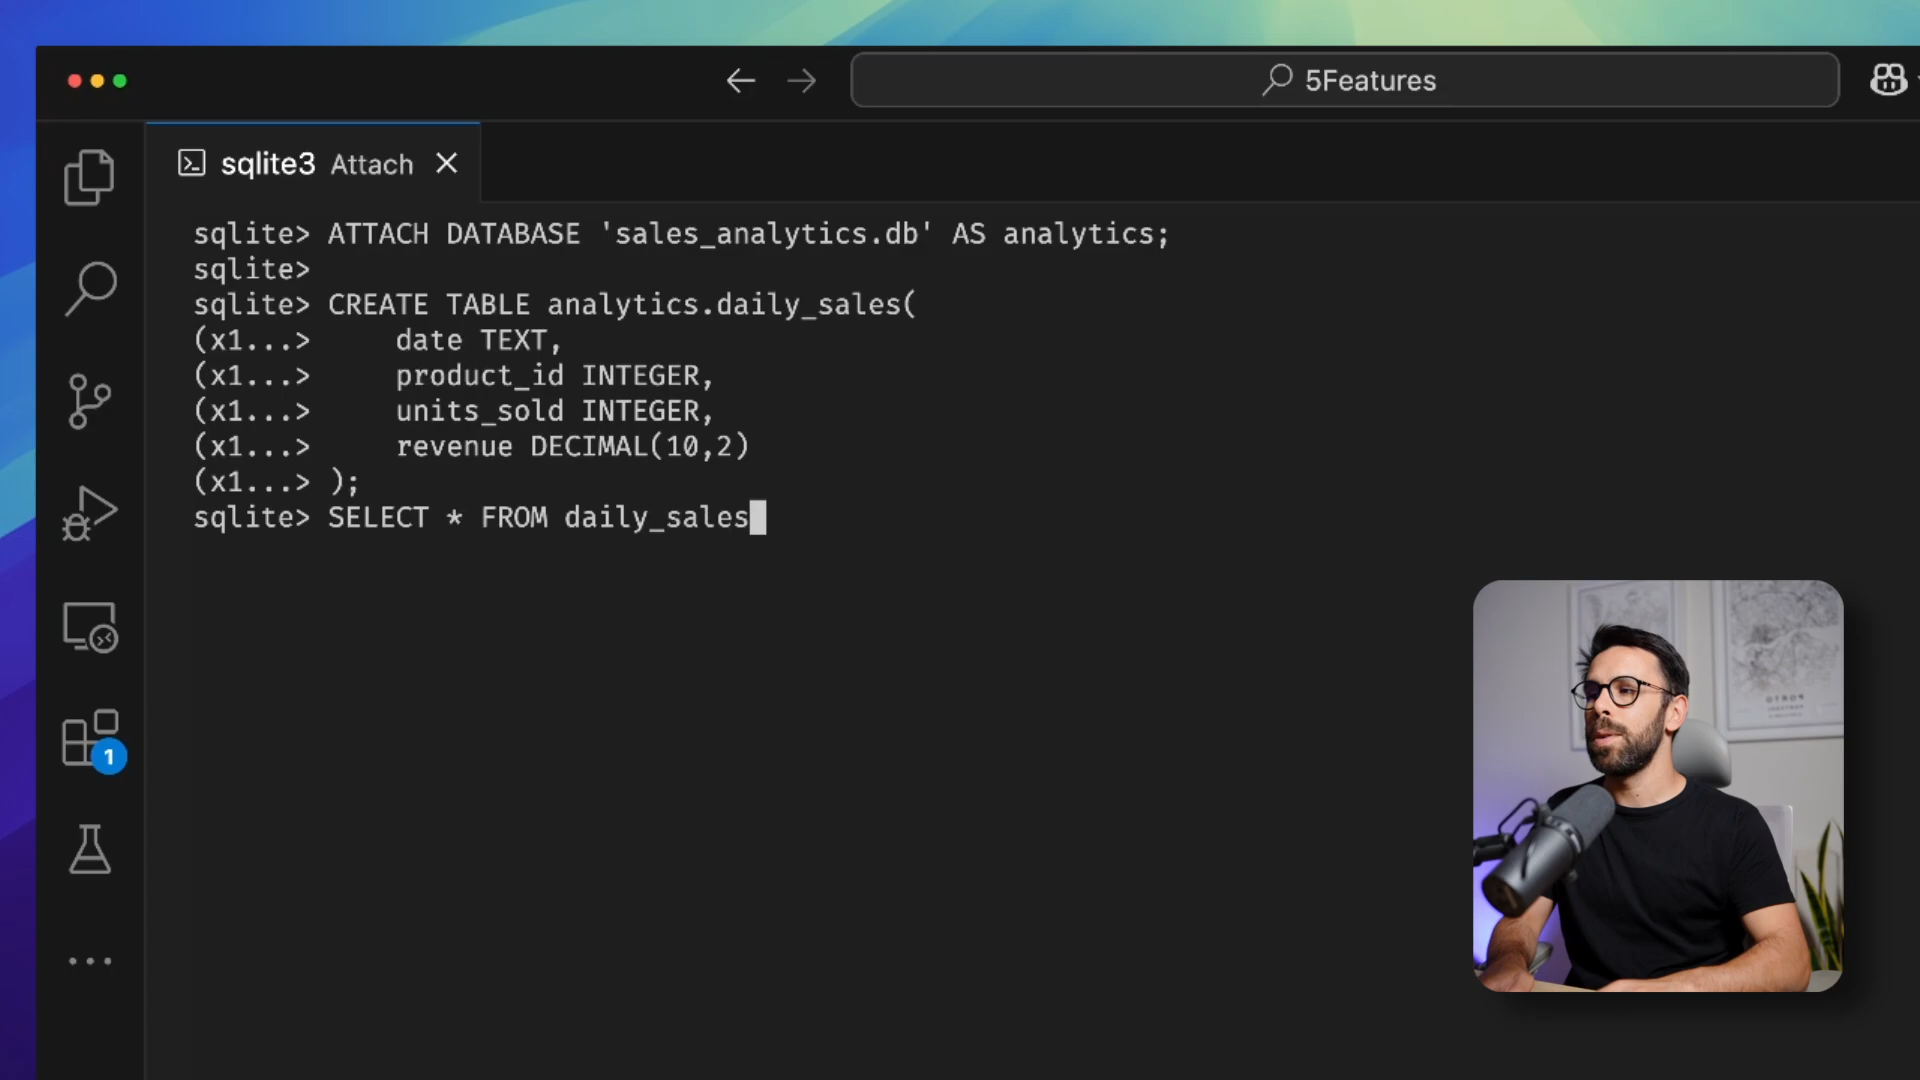 5Features
sqlite3 Attach
sqlite> ATTACH DATABASE 'sales_analytics.db' AS analytics;
sqlite>
sqlite> CREATE TABLE analytics.daily_sales(
(x1...>     date TEXT,
(x1...>     product_id INTEGER,
(x1...>     units_sold INTEGER,
(x1...>     revenue DECIMAL(10,2)
(x1...> );
sqlite> SELECT * FROM daily_sales
1